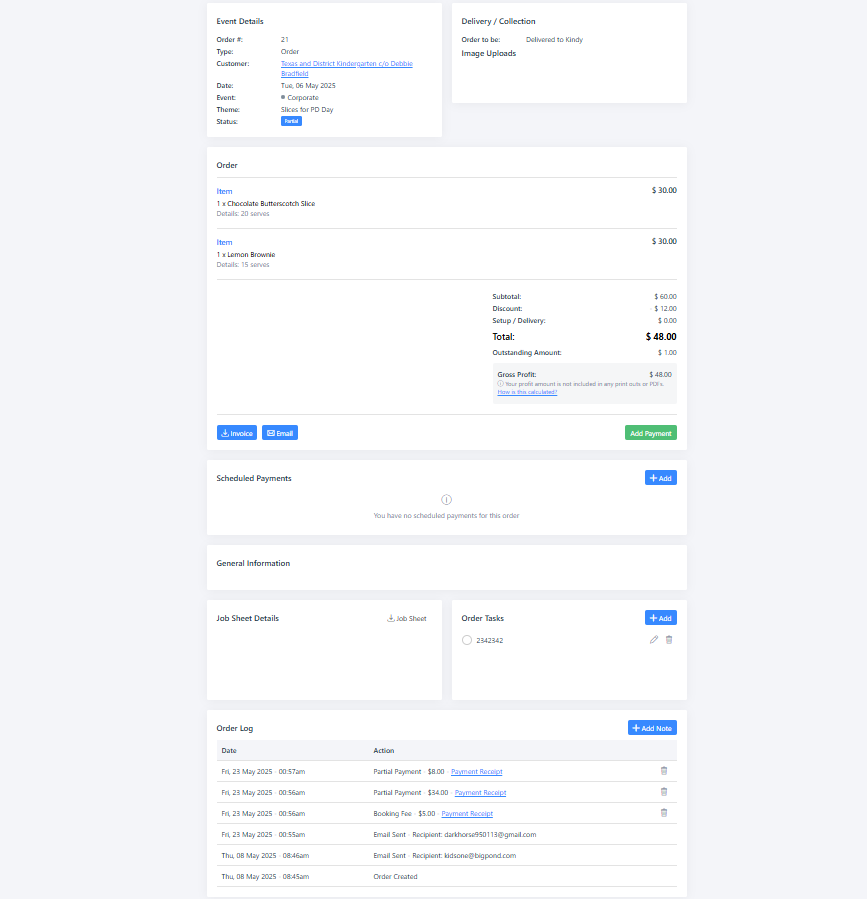 Event Details
Order #: 21
Type: Order
Customer: Texas and District Kindergarten c/o Debbie
Bradfield
Date: Tue, 06 May 2025
Event: Corporate
Theme: Slices for PD Day
Status: Partial
Delivery / Collection
Order to be: Delivered to Kindy
Image Uploads
Order
Item $ 30.00
1 x Chocolate Butterscotch Slice
Details: 20 serves
Item $ 30.00
1 x Lemon Brownie
Details: 15 serves
Subtotal: $ 60.00
Discount: - $ 12.00
Setup / Delivery: $ 0.00
Total: $ 48.00
Outstanding Amount: $ 1.00
Gross Profit: $ 48.00
Your profit amount is not included in any print outs or PDFs.
How is this calculated?
Invoice Email Add Payment
Scheduled Payments + Add
You have no scheduled payments for this order
General Information
Job Sheet Details Job Sheet
Order Tasks + Add
2342342
Order Log + Add Note
Date Action
Fri, 23 May 2025 - 00:57am Partial Payment - $8.00 - Payment Receipt
Fri, 23 May 2025 - 00:56am Partial Payment - $34.00 - Payment Receipt
Fri, 23 May 2025 - 00:56am Booking Fee - $5.00 - Payment Receipt
Fri, 23 May 2025 - 00:55am Email Sent - Recipient: darkhorse950113@gmail.com
Thu, 08 May 2025 - 08:46am Email Sent - Recipient: kidsone@bigpond.com
Thu, 08 May 2025 - 08:45am Order Created